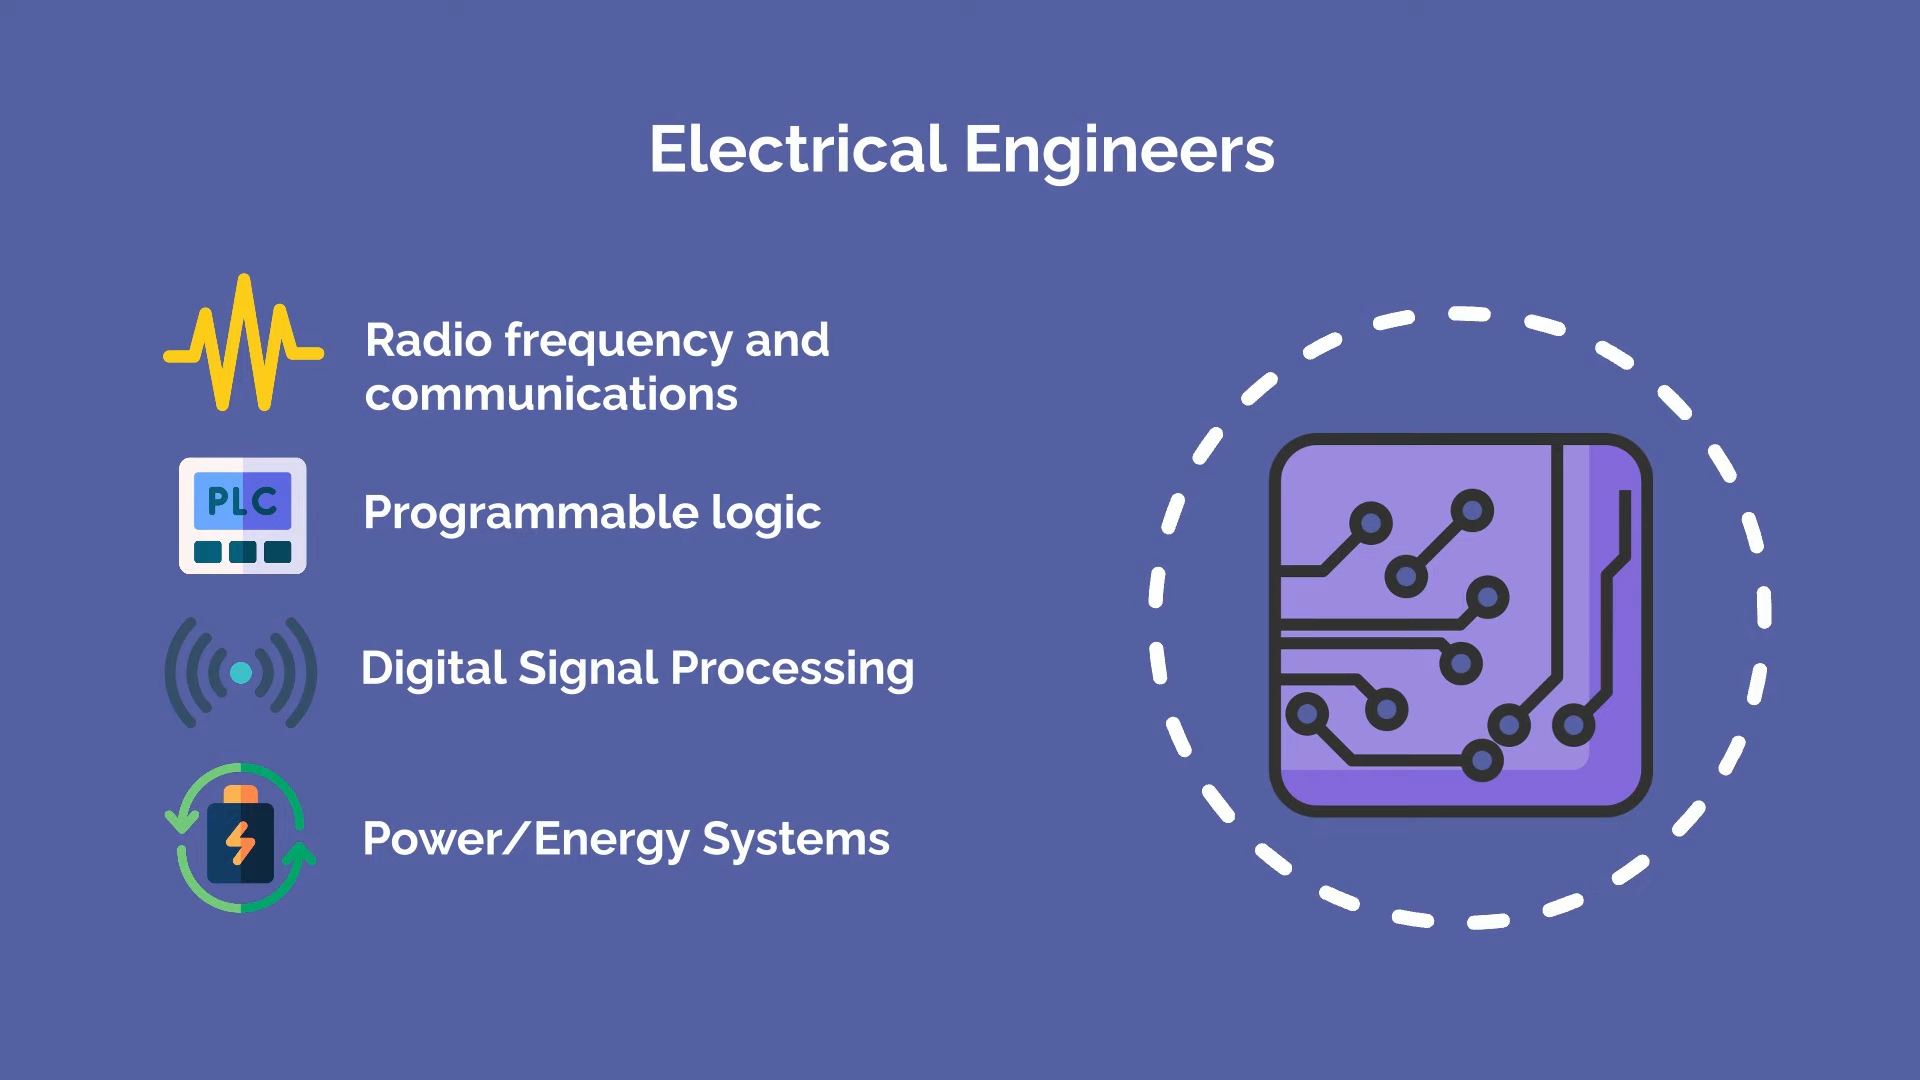 Electrical Engineers
Radio frequency and
communications
PLC
Programmable logic
Digital Signal Processing
Power/Energy Systems